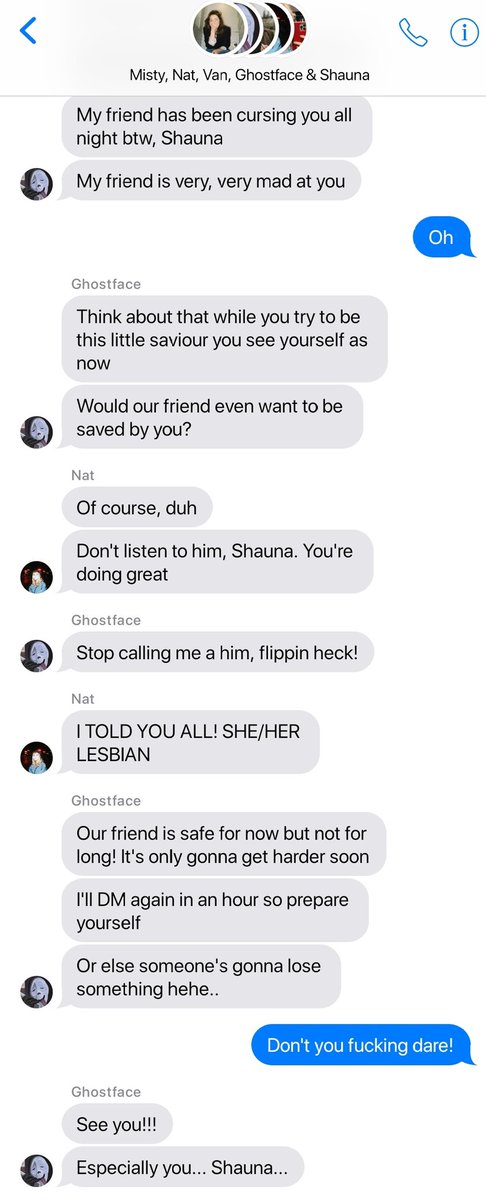 Misty, Nat, Van, Ghostface & Shauna
My friend has been cursing you all
night btw, Shauna
My friend is very, very mad at you
Oh
Ghostface
Think about that while you try to be
this little saviour you see yourself as
now
Would our friend even want to be
saved by you?
Nat
Of course, duh
Don't listen to him, Shauna. You're
doing great
Ghostface
Stop calling me a him, flippin heck!
Nat
I TOLD YOU ALL! SHE/HER
LESBIAN
Ghostface
Our friend is safe for now but not for
long! It's only gonna get harder soon
I'll DM again in an hour so prepare
yourself
Or else someone's gonna lose
something hehe..
Don't you fucking dare!
Ghostface
See you!!!
Especially you... Shauna...